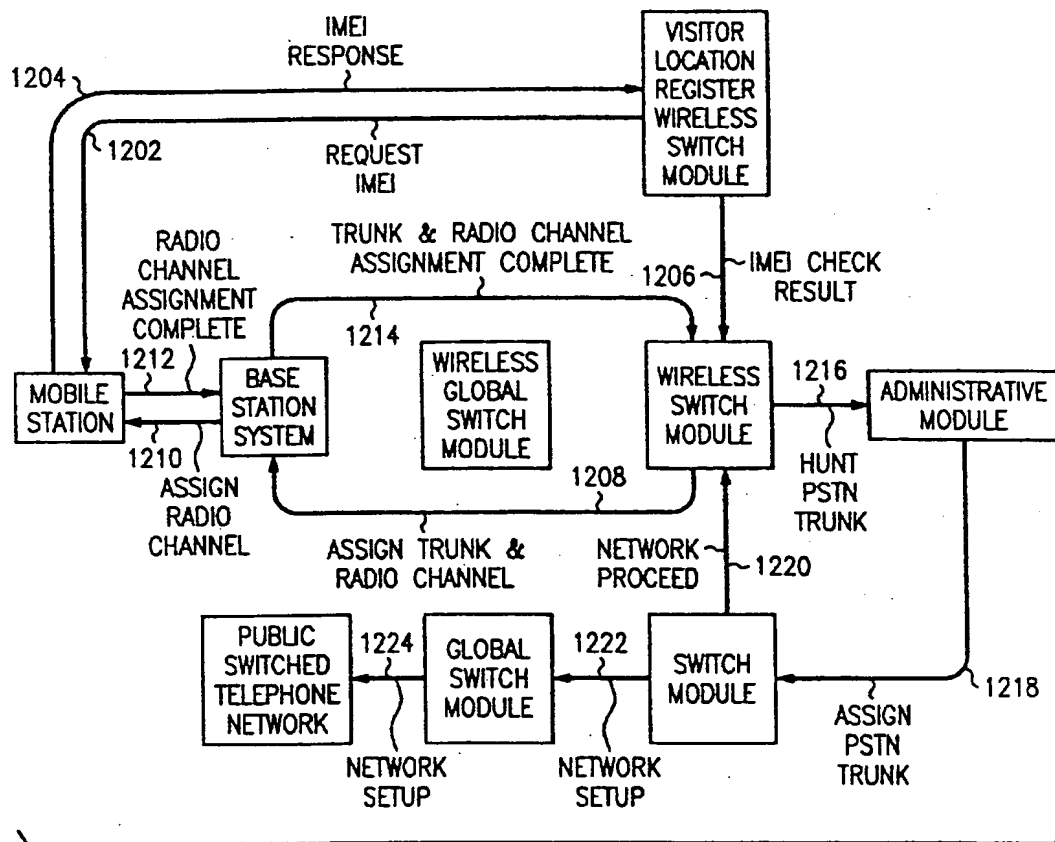 IMEI
RESPONSE
1204
1202
REQUEST
IMEI
VISITOR
LOCATION
REGISTER
WIRELESS
SWITCH
MODULE
RADIO
CHANNEL
ASSIGNMENT
COMPLETE
TRUNK & RADIO CHANNEL
ASSIGNMENT COMPLETE
1206
IMEI CHECK
RESULT
1214
1212
MOBILE
STATION
1210
ASSIGN
RADIO
CHANNEL
BASE
STATION
SYSTEM
WIRELESS
GLOBAL
SWITCH
MODULE
WIRELESS
SWITCH
MODULE
1216
HUNT
PSTN
TRUNK
ADMINISTRATIVE
MODULE
1208
ASSIGN TRUNK &
RADIO CHANNEL
NETWORK
PROCEED
1220
PUBLIC
SWITCHED
TELEPHONE
NETWORK
1224
NETWORK
SETUP
GLOBAL
SWITCH
MODULE
1222
NETWORK
SETUP
SWITCH
MODULE
1218
ASSIGN
PSTN
TRUNK